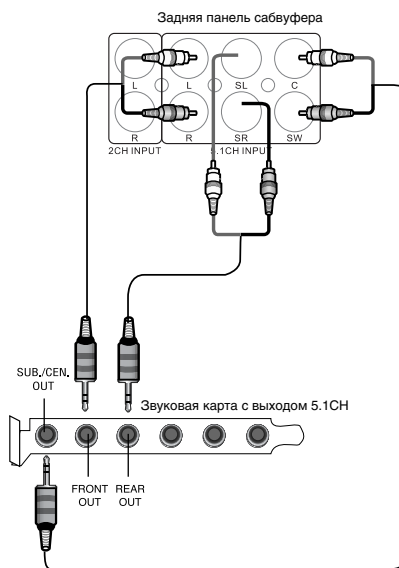 Задняя панель сабвуфера
L L SL C
R R SR SW
2CH INPUT 5.1CH INPUT
SUB./CEN.
OUT
Звуковая карта с выходом 5.1CH
FRONT
OUT
REAR
OUT